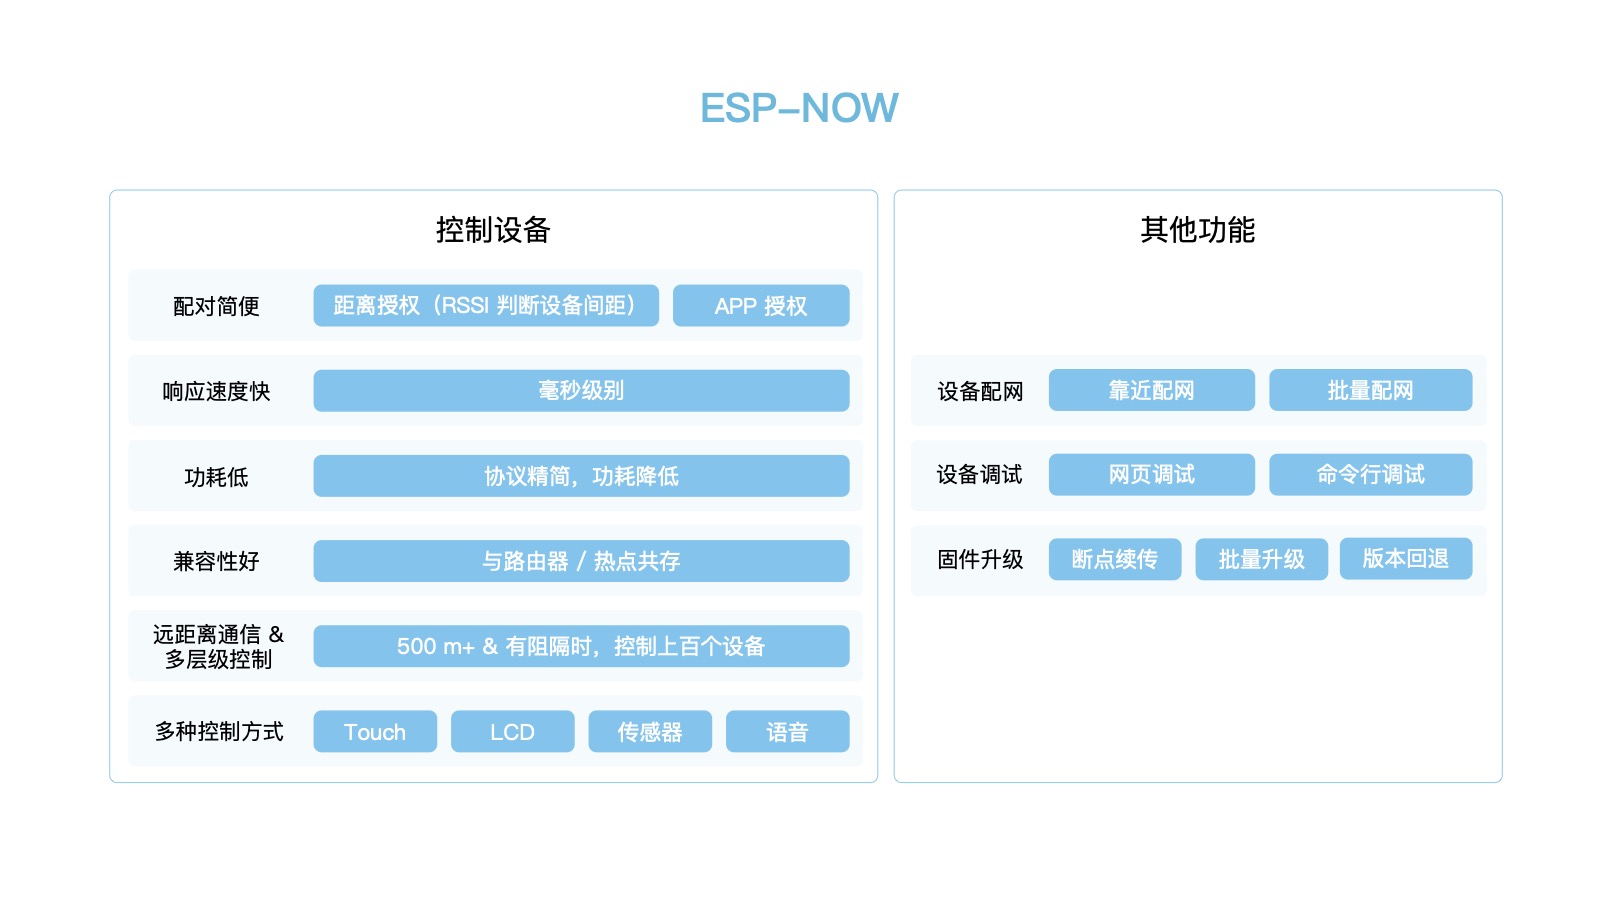 ESP-NOW
控制设备
配对简便
距离授权（RSSI 判断设备间距）
APP 授权
响应速度快
毫秒级别
功耗低
协议精简，功耗降低
兼容性好
与路由器 / 热点共存
远距离通信 &
多层级控制
500 m+ & 有阻隔时，控制上百个设备
多种控制方式
Touch
LCD
传感器
语音
其他功能
设备配网
靠近配网
批量配网
设备调试
网页调试
命令行调试
固件升级
断点续传
批量升级
版本回退